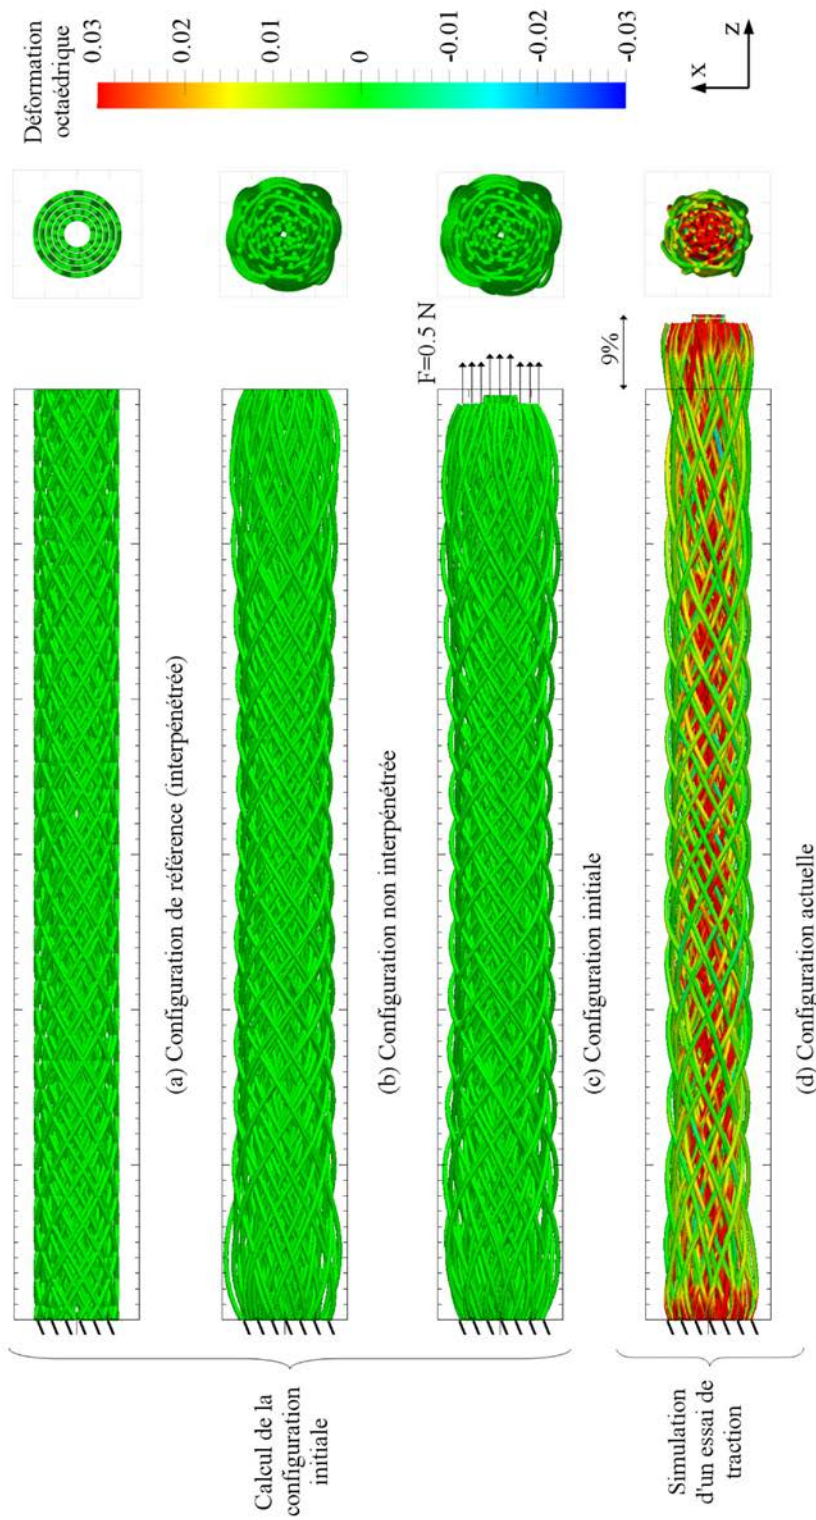 Calcul de la
configuration
initiale
(a) Configuration de référence (interpénétrée)
(b) Configuration non interpénétrée
F=0.5 N
(c) Configuration initiale
Simulation
d'un essai de
traction
9%
(d) Configuration actuelle
Déformation
octaédrique
0.03
0.02
0.01
0
-0.01
-0.02
-0.03
X
Z